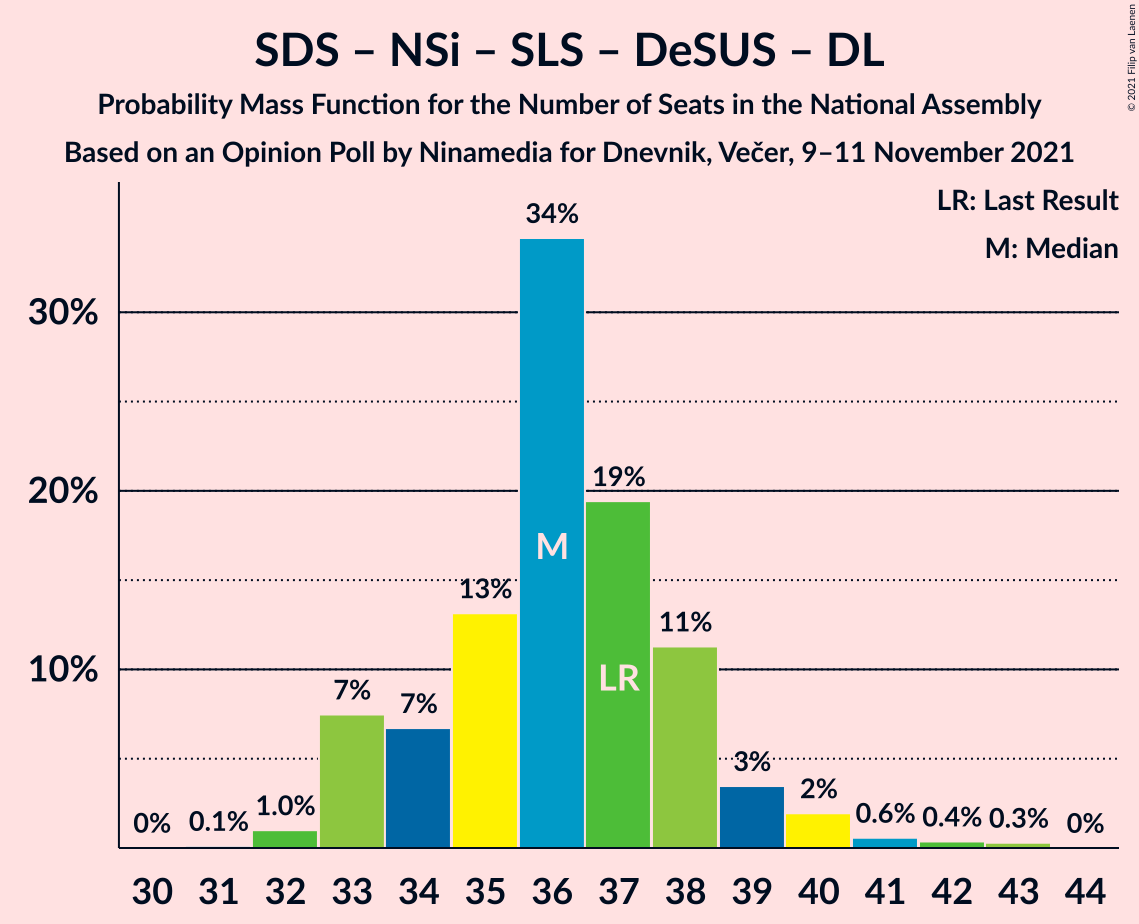 SDS – NSi – SLS – DeSUS – DL
Probability Mass Function for the Number of Seats in the National Assembly
Based on an Opinion Poll by Ninamedia for Dnevnik, Večer, 9–11 November 2021
© 2021 Filip van Laenen
LR: Last Result
M: Median
34%
30%
19%
20%
M
13%
11%
10%
LR
7%
7%
3%
2%
0%
0.1%
1.0%
0.6%
0.4%
0.3%
0%
30 31 32 33 34 35 36 37 38 39 40 41 42 43 44